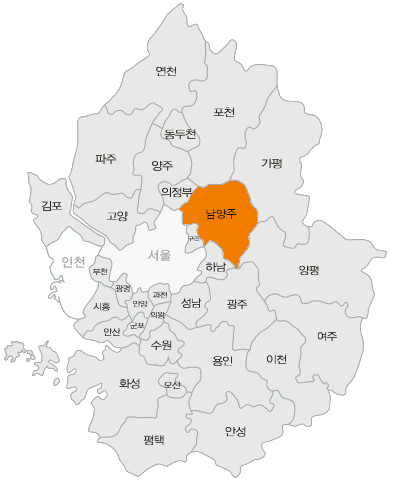 연천
포천
동두천
파주
양주
가평
의정부
김포
고양
남양주
구리
서울
인천
하남
양평
부천
광명
과천
시흥
안양
성남
광주
의왕
군포
안산
여주
수원
용인
이천
화성
오산
안성
평택